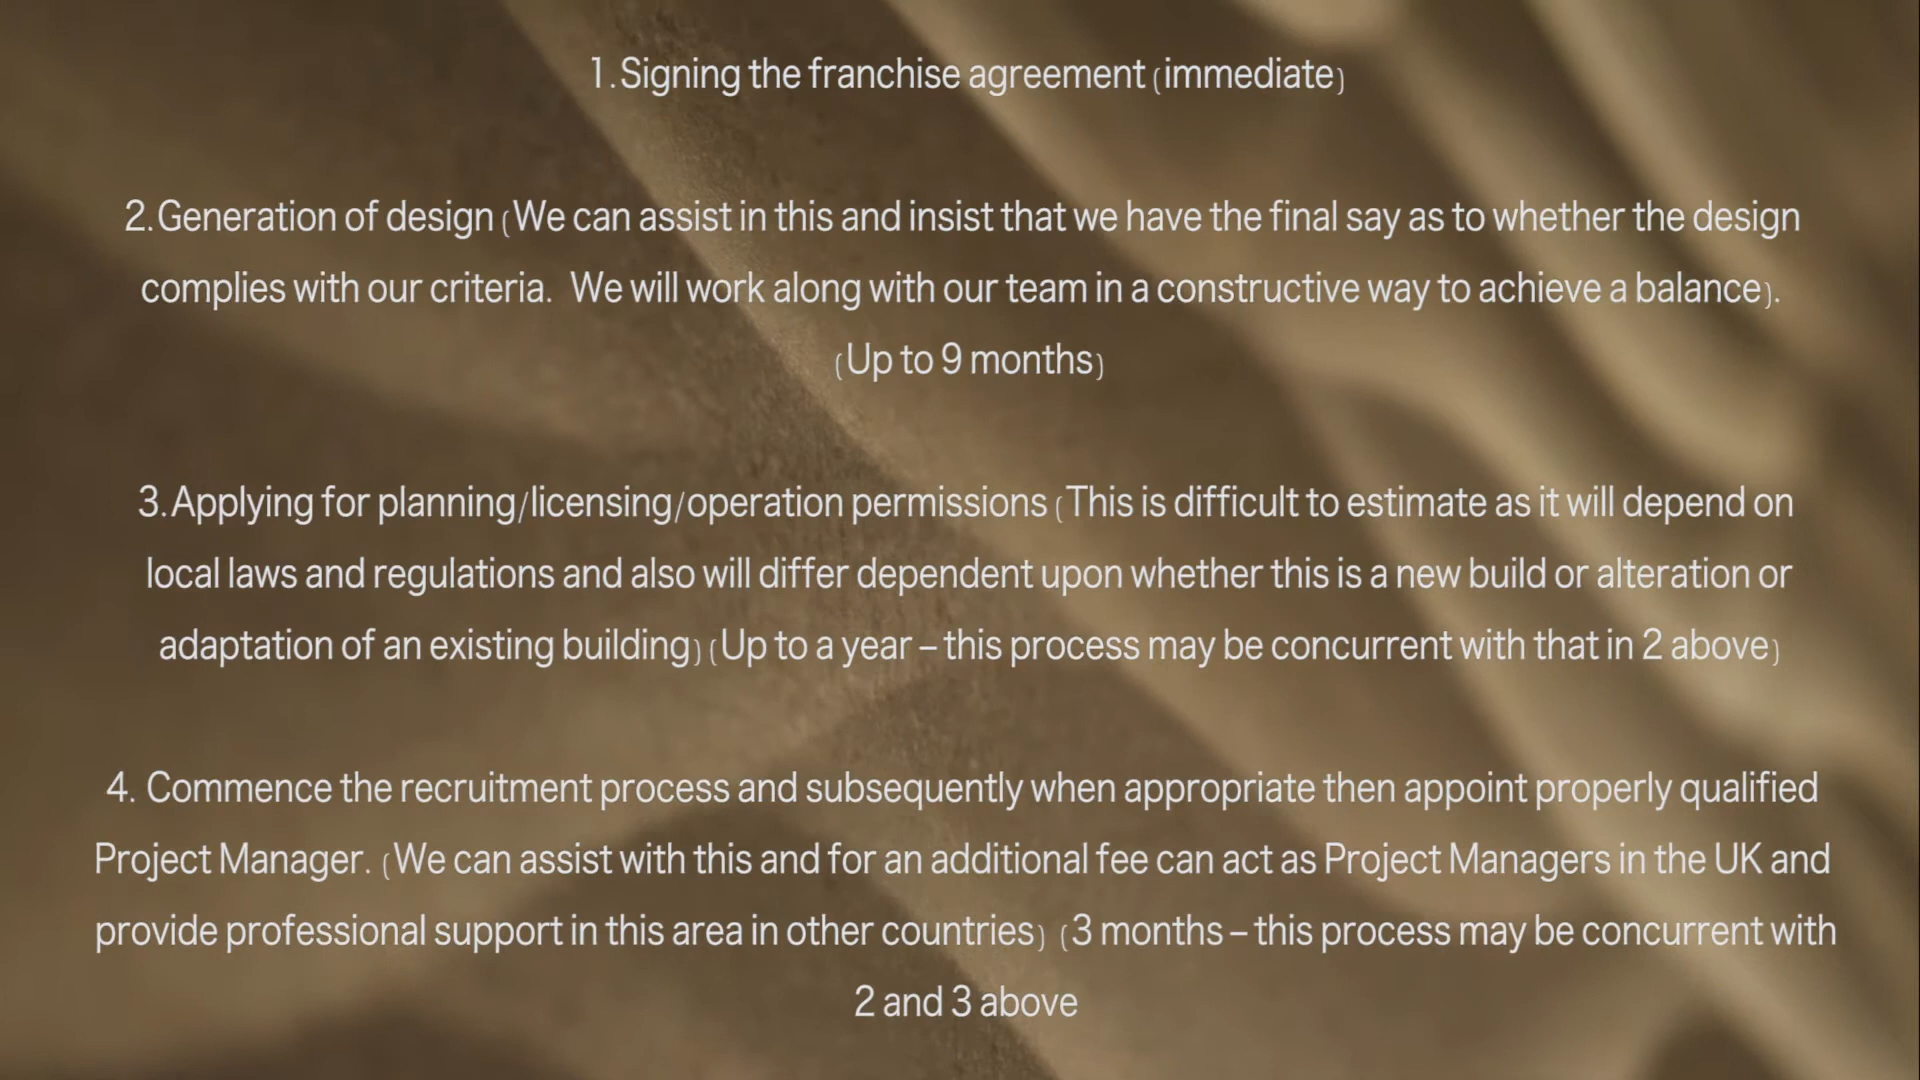 1. Signing the franchise agreement (immediate)
2. Generation of design (We can assist in this and insist that we have the final say as to whether the design
complies with our criteria.  We will work along with our team in a constructive way to achieve a balance).
(Up to 9 months)
3. Applying for planning/licensing/operation permissions (This is difficult to estimate as it will depend on
local laws and regulations and also will differ dependent upon whether this is a new build or alteration or
adaptation of an existing building) (Up to a year – this process may be concurrent with that in 2 above)
4. Commence the recruitment process and subsequently when appropriate then appoint properly qualified
Project Manager. (We can assist with this and for an additional fee can act as Project Managers in the UK and
provide professional support in this area in other countries) (3 months – this process may be concurrent with
2 and 3 above